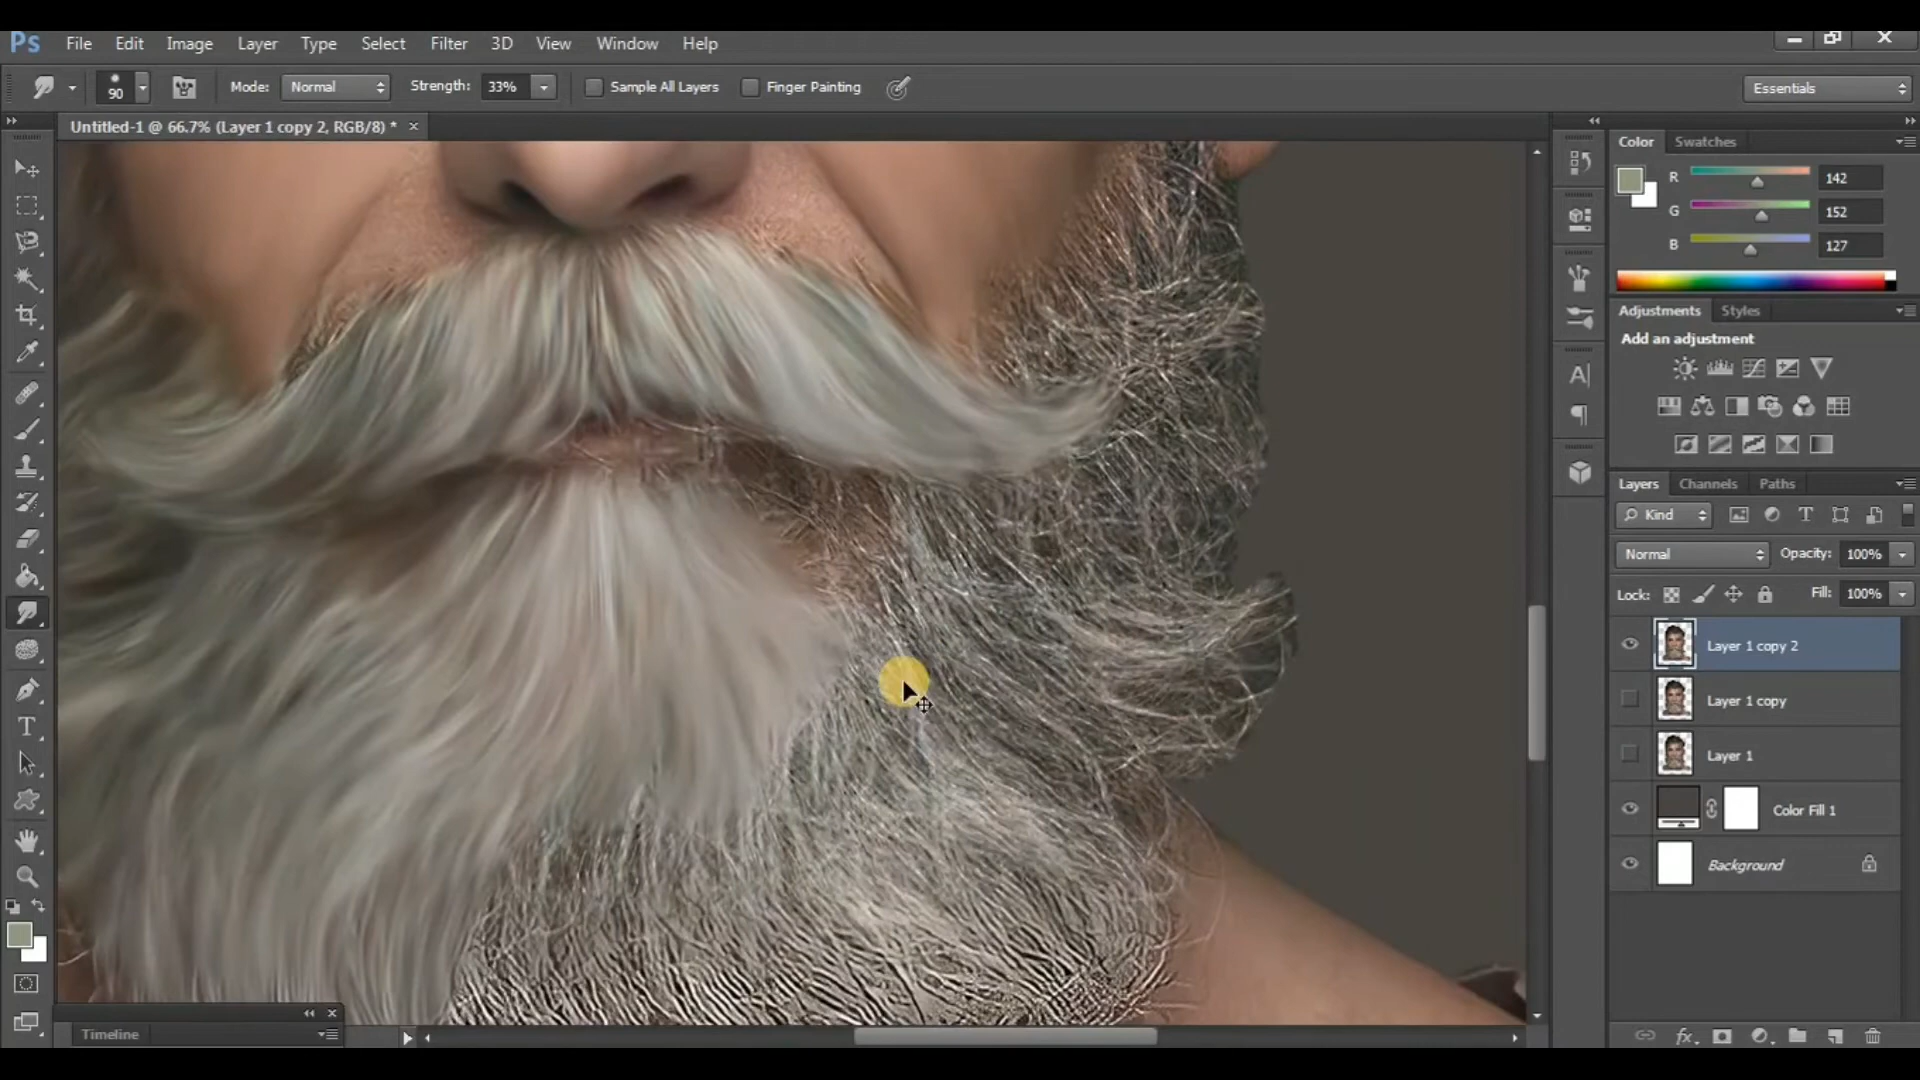 Ps File Edit Image Layer Type Select Filter 3D View Window Help
90 Mode: Normal Strength: 33% Sample All Layers Finger Painting Essentials
Untitled-1 @ 66.7% (Layer 1 copy 2, RGB/8) * ×
Color Swatches
R 142
G 152
B 127
Adjustments Styles
Add an adjustment
Layers Channels Paths
Kind
Normal Opacity: 100%
Lock: Fill: 100%
Layer 1 copy 2
Layer 1 copy
Layer 1
Color Fill 1
Background
Timeline